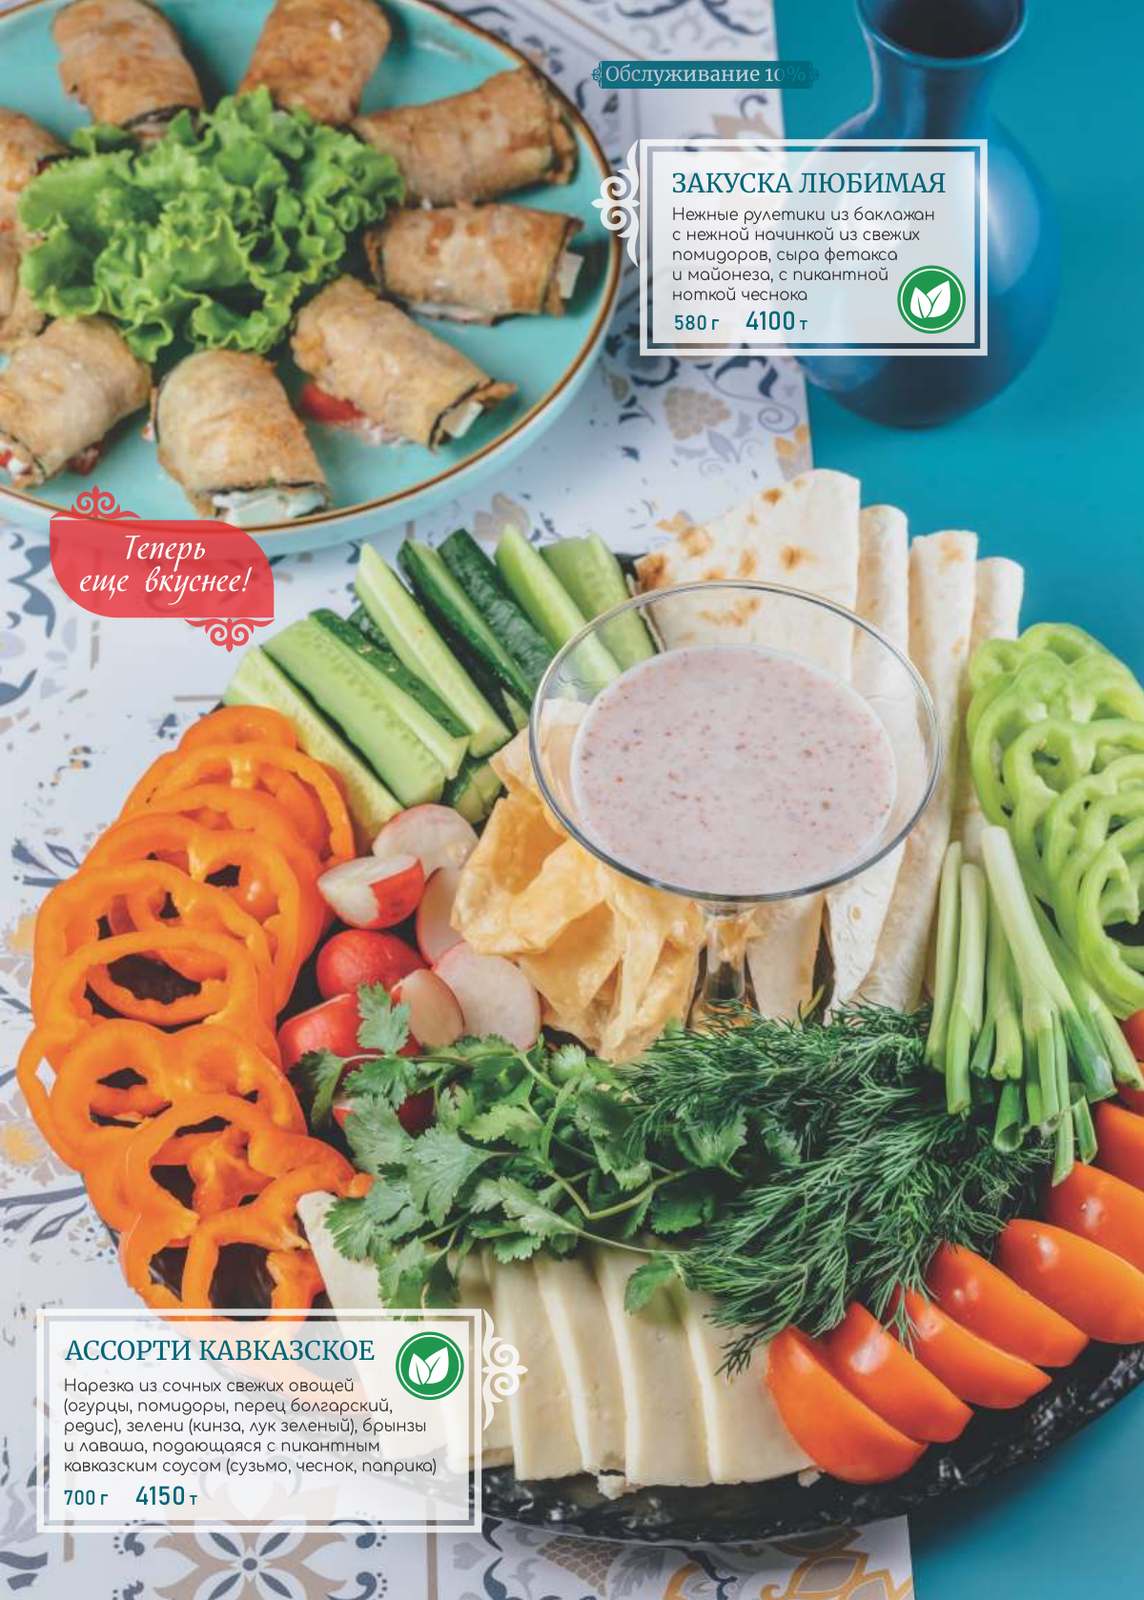 Обслуживание 10%
ЗАКУСКА ЛЮБИМАЯ
Нежные рулетики из баклажан
с нежной начинкой из свежих
помидоров, сыра фетакса
и майонеза, с пикантной
ноткой чеснока
580 г 4100 т
Теперь
еще вкуснее!
АССОРТИ КАВКАЗСКОЕ
Нарезка из сочных свежих овощей
(огурцы, помидоры, перец болгарский,
редис), зелени (кинза, лук зеленый), брынзы
и лаваша, подающаяся с пикантным
кавказским соусом (сузьмо, чеснок, паприка)
700 г 4150 т